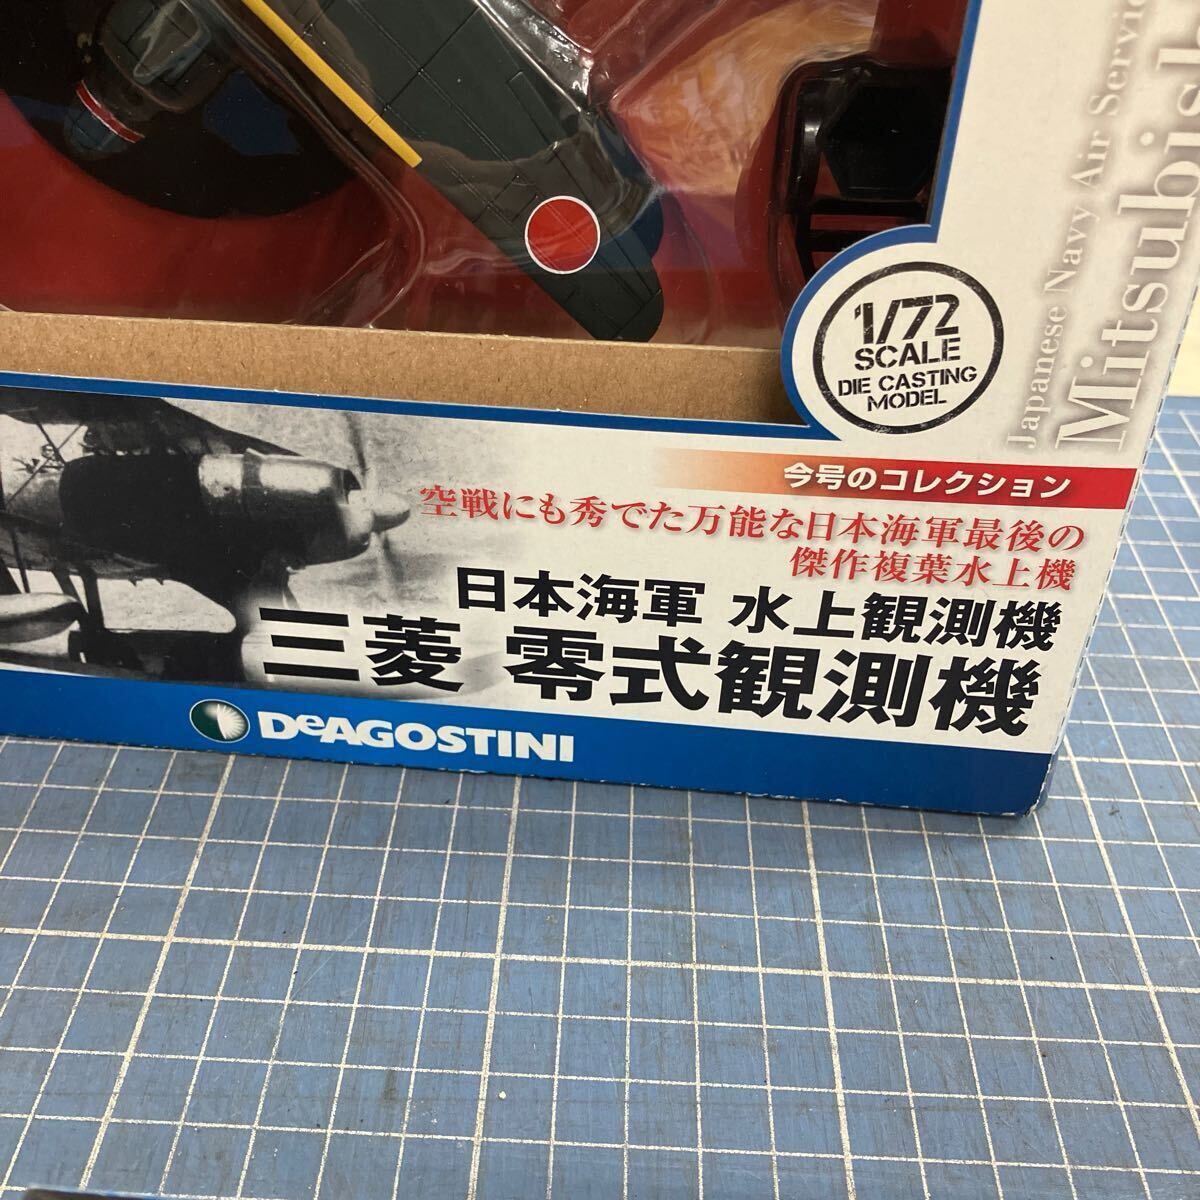 Japanese Navy Air Service
Mitsubishi
1/72
SCALE
DIE CASTING
MODEL
今号のコレクション
空戦にも秀でた万能な日本海軍最後の
傑作複葉水上機
日本海軍 水上観測機
三菱 零式観測機
DEAGOSTINI